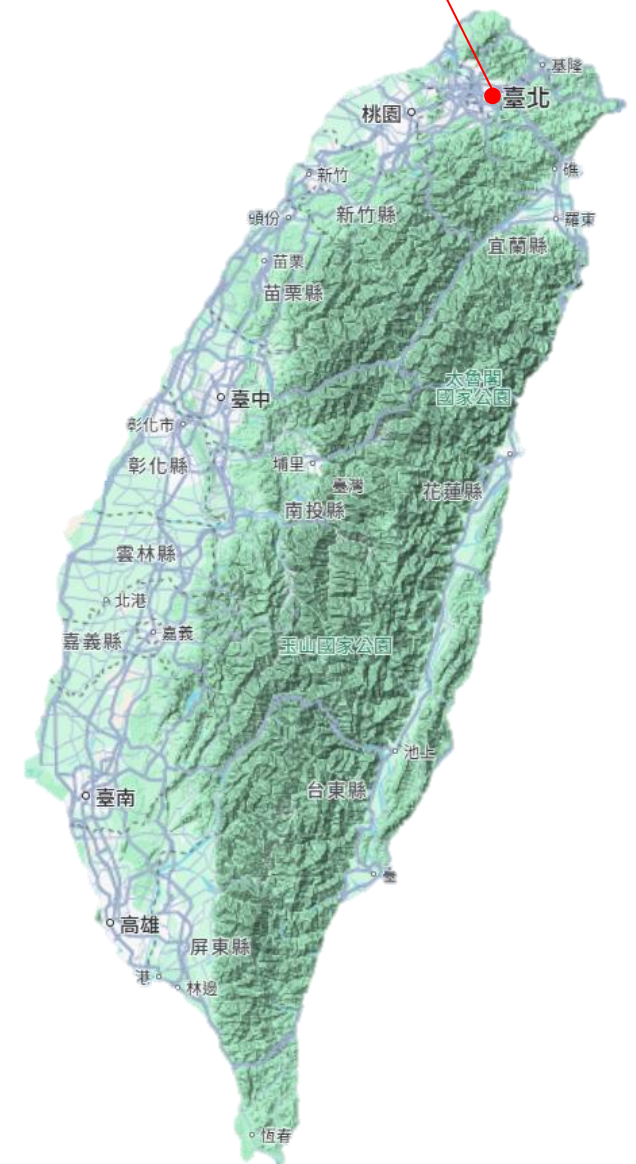 基隆
臺北
桃園
礁
新竹
新竹縣
頭份
羅東
宜蘭縣
苗栗
苗栗縣
太魯閣
國家公園
臺中
彰化市
彰化縣
埔里
臺灣
花蓮縣
南投縣
雲林縣
北港
嘉義
嘉義縣
玉山國家公園
池上
台東縣
臺南
臺
高雄
屏東縣
港
林邊
恆春